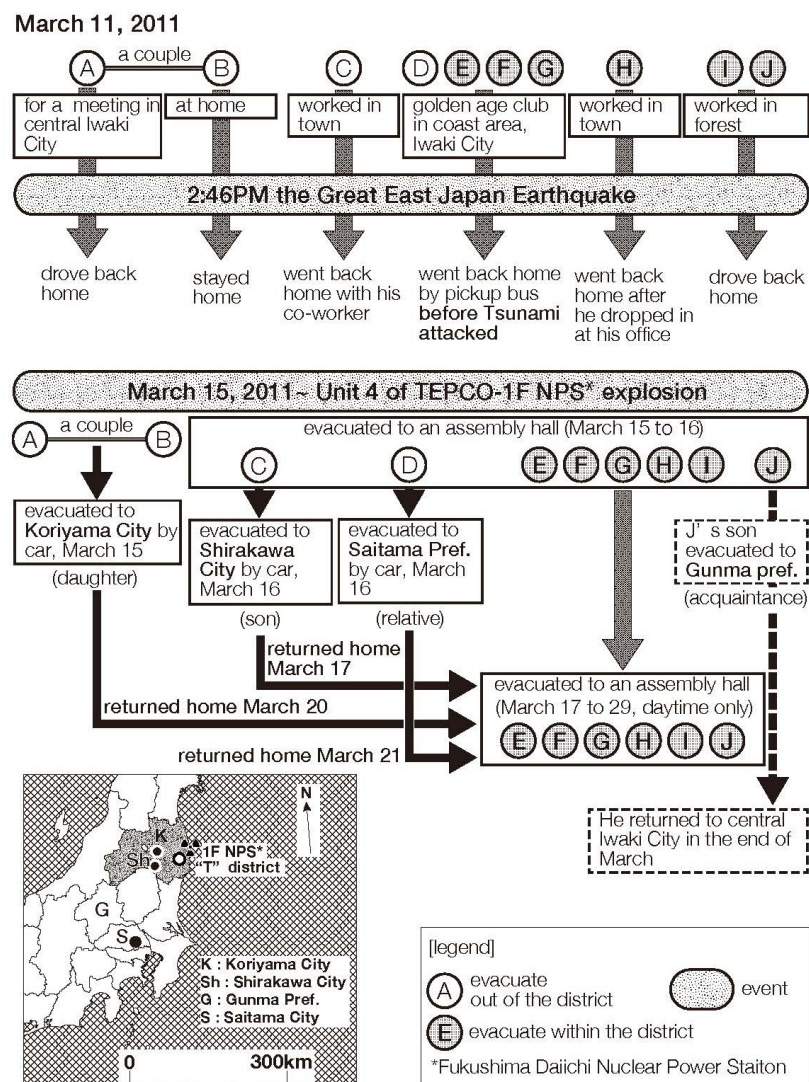 March 11, 2011
a couple
A B C D E F G H I J
for a meeting in
central Iwaki
City
at home
worked in
town
golden age club
in coast area,
Iwaki City
worked in
town
worked in
forest
2:46PM the Great East Japan Earthquake
drove back
home
stayed
home
went back
home with his
co-worker
went back home
by pickup bus
before Tsunami
attacked
went back
home after
he dropped in
at his office
drove back
home
March 15, 2011~ Unit 4 of TEPCO-1F NPS* explosion
a couple
A B
evacuated to an assembly hall (March 15 to 16)
C D E F G H I J
evacuated to
Koriyama City by
car, March 15
(daughter)
evacuated to
Shirakawa
City by car,
March 16
(son)
evacuated to
Saitama Pref.
by car, March
16
(relative)
J' s son
evacuated to
Gunma pref.
(acquaintance)
returned home
March 17
returned home March 20
returned home March 21
evacuated to an assembly hall
(March 17 to 29, daytime only)
E F G H I J
He returned to central
Iwaki City in the end of
March
N
K
Sh
1F NPS*
"T" district
G
S
K : Koriyama City
Sh : Shirakawa City
G : Gunma Pref.
S : Saitama City
0 300km
[legend]
A evacuate
out of the district
event
E evacuate within the district
*Fukushima Daiichi Nuclear Power Staiton